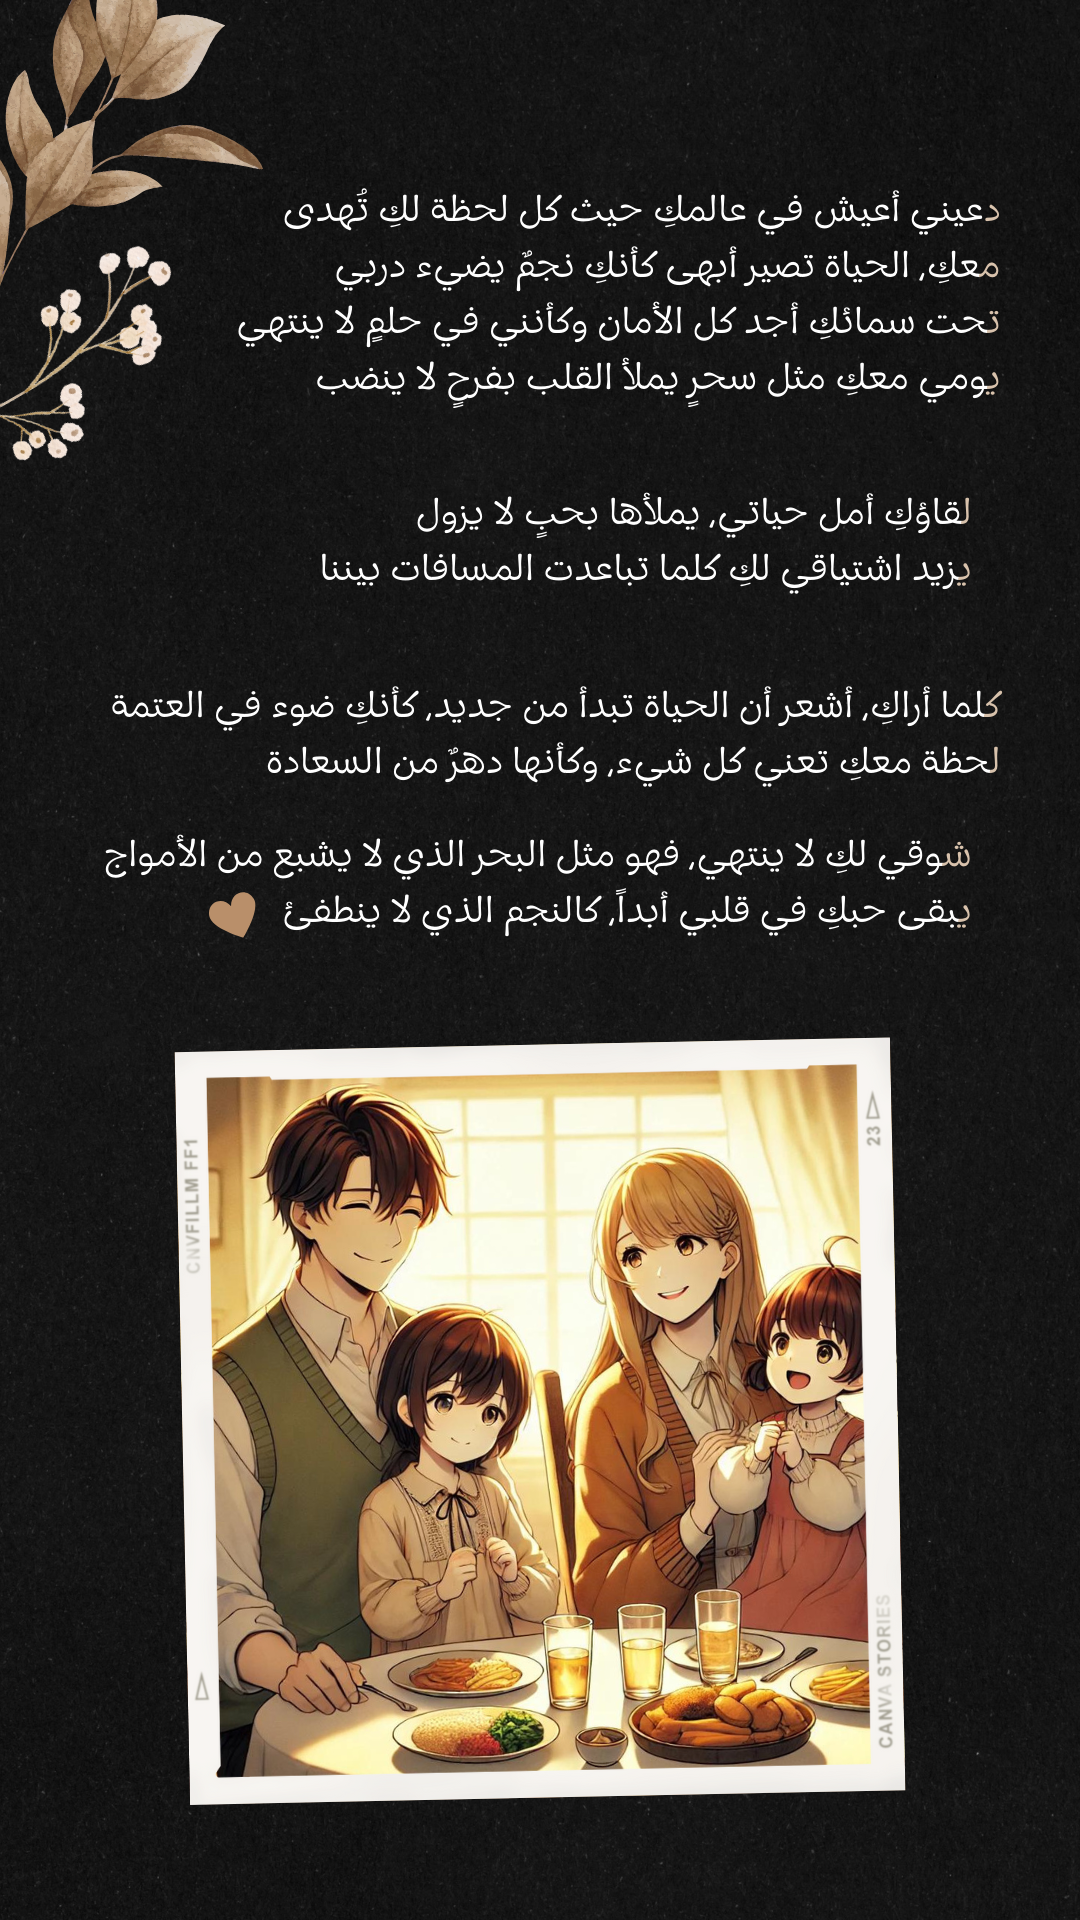 دعيني أعيش في عالمكِ حيث كل لحظة لكِ تُهدى
معكِ, الحياة تصير أبهى كأنكِ نجمٌ يضيء دربي
تحت سمائكِ أجد كل الأمان وكأنني في حلمٍ لا ينتهي
يومي معكِ مثل سحرٍ يملأ القلب بفرحٍ لا ينضب
لقاؤكِ أمل حياتي, يملأها بحبٍ لا يزول
يزيد اشتياقي لكِ كلما تباعدت المسافات بيننا
كلما أراكِ, أشعر أن الحياة تبدأ من جديد, كأنكِ ضوء في العتمة
لحظة معكِ تعني كل شيء, وكأنها دهرٌ من السعادة
شوقي لكِ لا ينتهي, فهو مثل البحر الذي لا يشبع من الأمواج
يبقى حبكِ في قلبي أبداً, كالنجم الذي لا ينطفئ
CNVFILLM FF1
23
CANVA STORIES